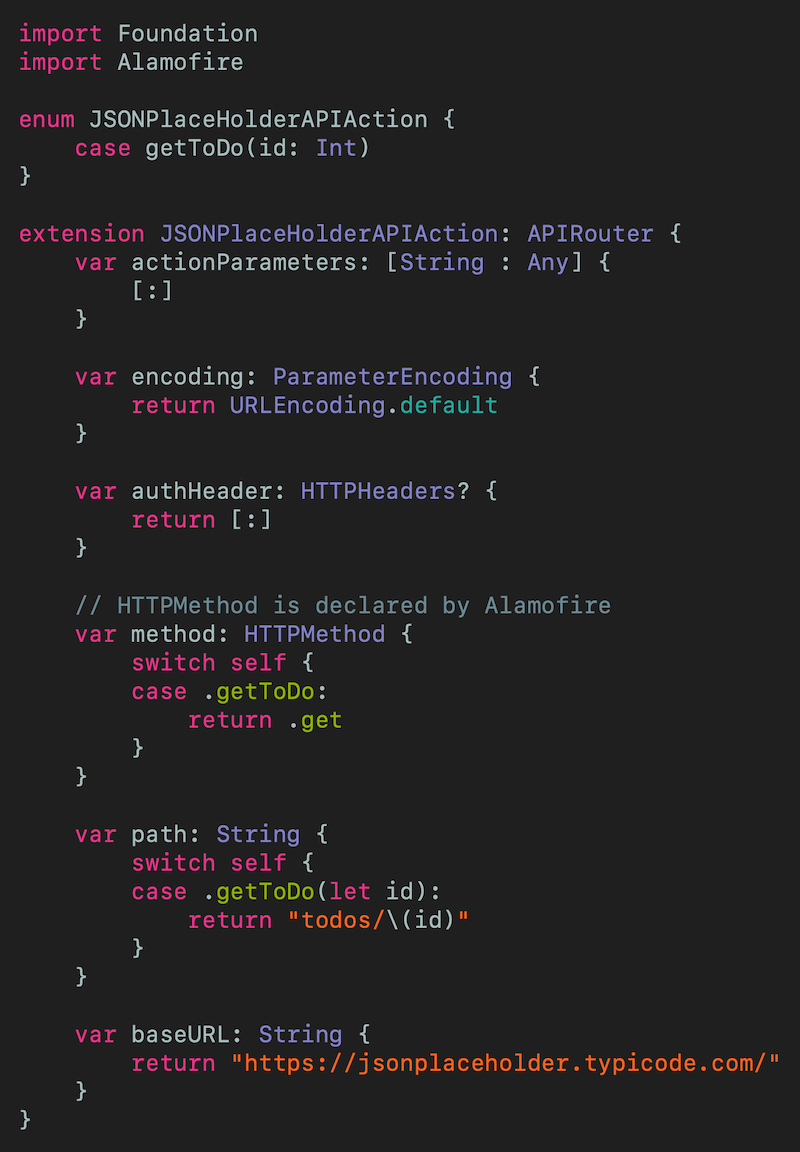 import Foundation
import Alamofire

enum JSONPlaceHolderAPIAction {
    case getToDo(id: Int)
}

extension JSONPlaceHolderAPIAction: APIRouter {
    var actionParameters: [String : Any] {
        [:]
    }

    var encoding: ParameterEncoding {
        return URLEncoding.default
    }

    var authHeader: HTTPHeaders? {
        return [:]
    }

    // HTTPMethod is declared by Alamofire
    var method: HTTPMethod {
        switch self {
        case .getToDo:
            return .get
        }
    }

    var path: String {
        switch self {
        case .getToDo(let id):
            return "todos/\(id)"
        }
    }

    var baseURL: String {
        return "https://jsonplaceholder.typicode.com/"
    }
}